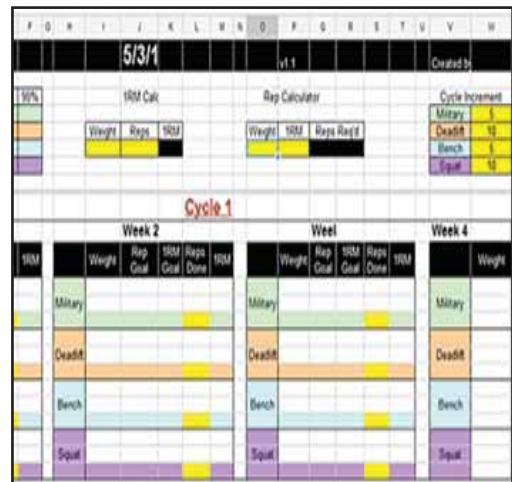 F G H I J K L M N O P Q R S T U V W
5/3/1 v1.1 Created by
90% 1RM Calc Rep Calculator Cycle Increment
Military 5
Weight Reps 1RM Weight 1RM Reps Req'd Deadlift 10
Bench 5
Squat 10
Cycle 1
Week 2 Week Week 4
1RM Weight Rep Goal 1RM Goal Reps Done 1RM Weight Rep Goal 1RM Goal Reps Done 1RM Weight
Military Military Military
Deadlift Deadlift Deadlift
Bench Bench Bench
Squat Squat Squat